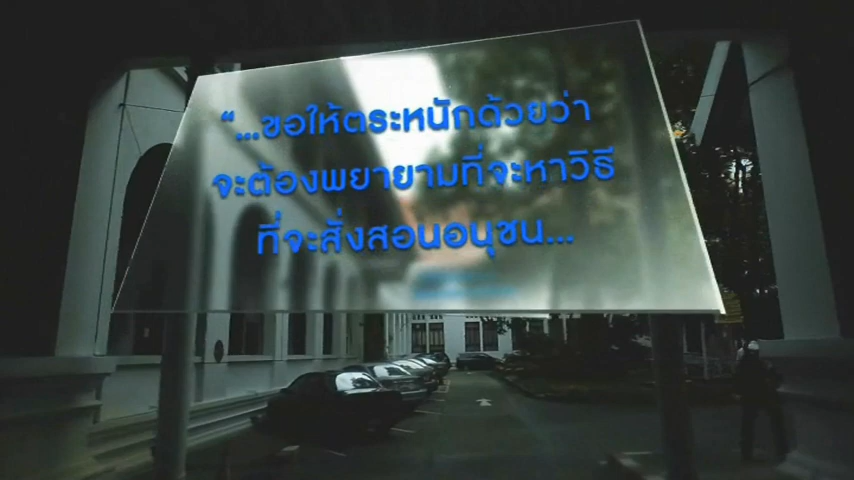 “...ขอให้ตระหนักด้วยว่า
จะต้องพยายามที่จะหาวิธี
ที่จะสั่งสอนอนุชน...